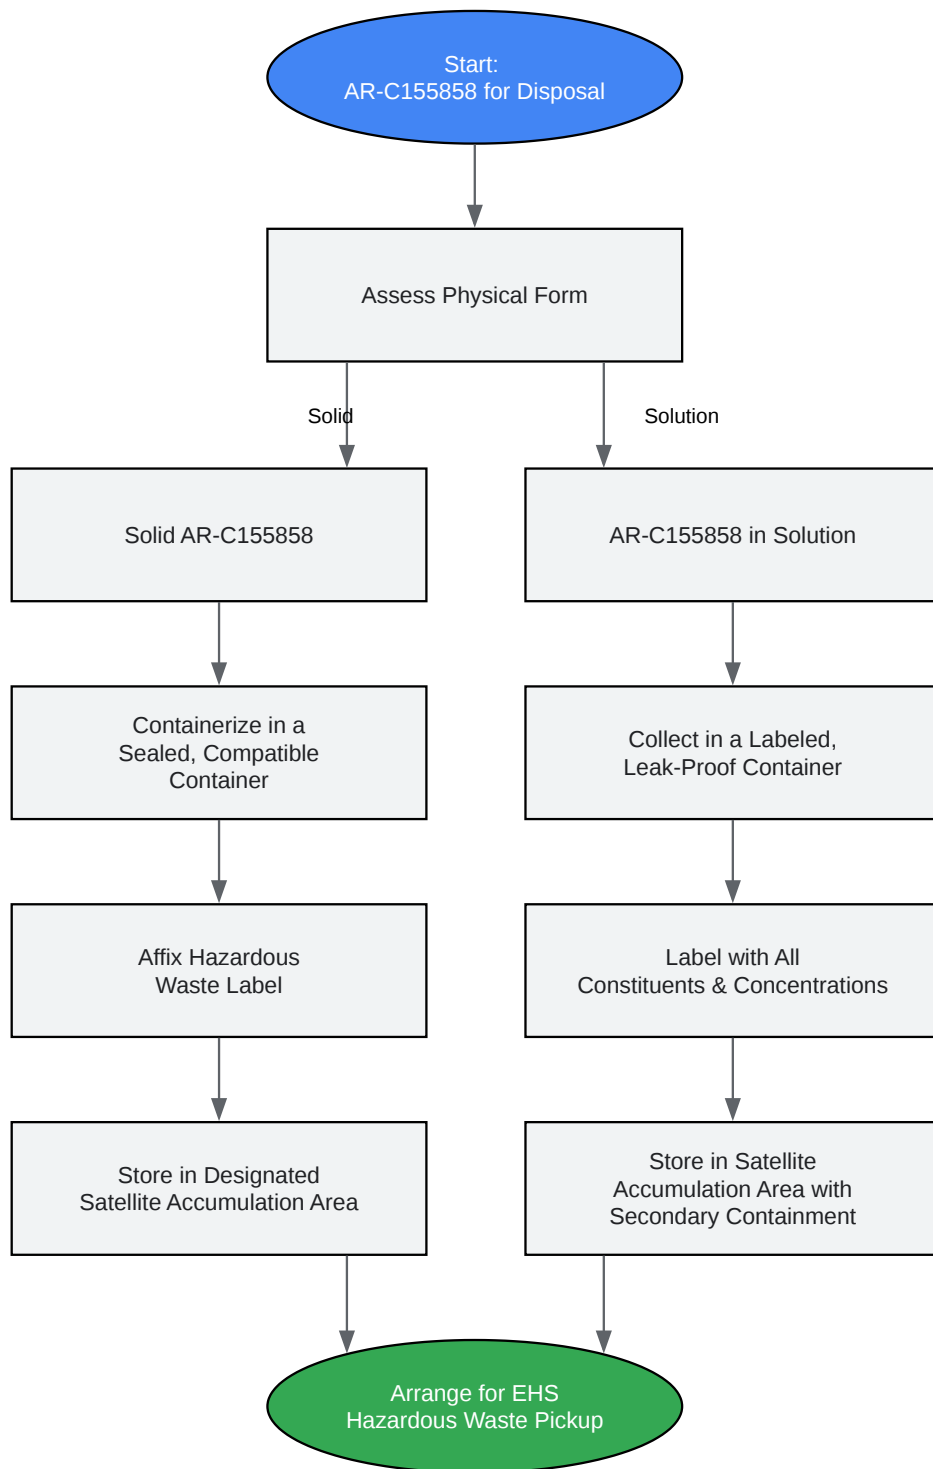 Start:
AR-C155858 for Disposal
Assess Physical Form
Solid
Solution
Solid AR-C155858
AR-C155858 in Solution
Containerize in a
Sealed, Compatible
Container
Collect in a Labeled,
Leak-Proof Container
Affix Hazardous
Waste Label
Label with All
Constituents & Concentrations
Store in Designated
Satellite Accumulation Area
Store in Satellite
Accumulation Area with
Secondary Containment
Arrange for EHS
Hazardous Waste Pickup